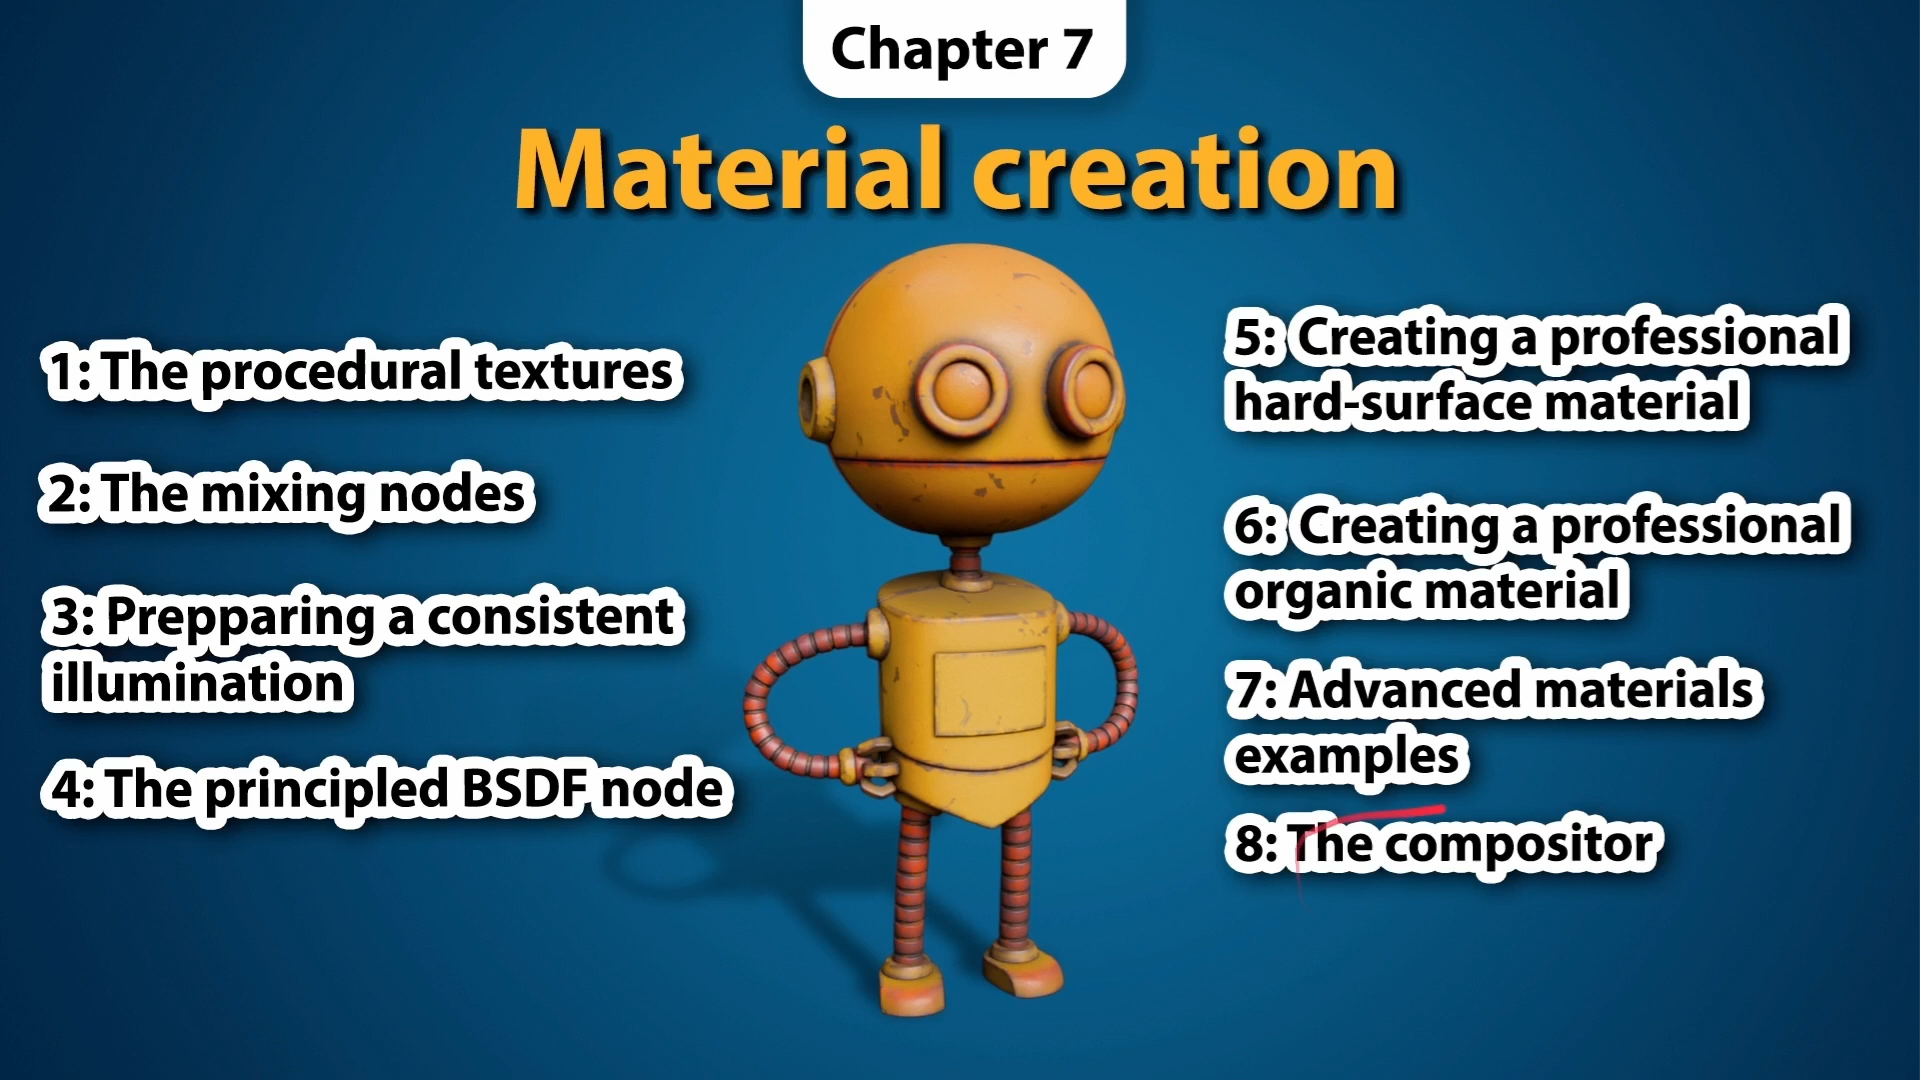 Chapter 7
Material creation
1: The procedural textures
2: The mixing nodes
3: Prepparing a consistent
illumination
4: The principled BSDF node
5: Creating a professional
hard-surface material
6: Creating a professional
organic material
7: Advanced materials
examples
8: The compositor